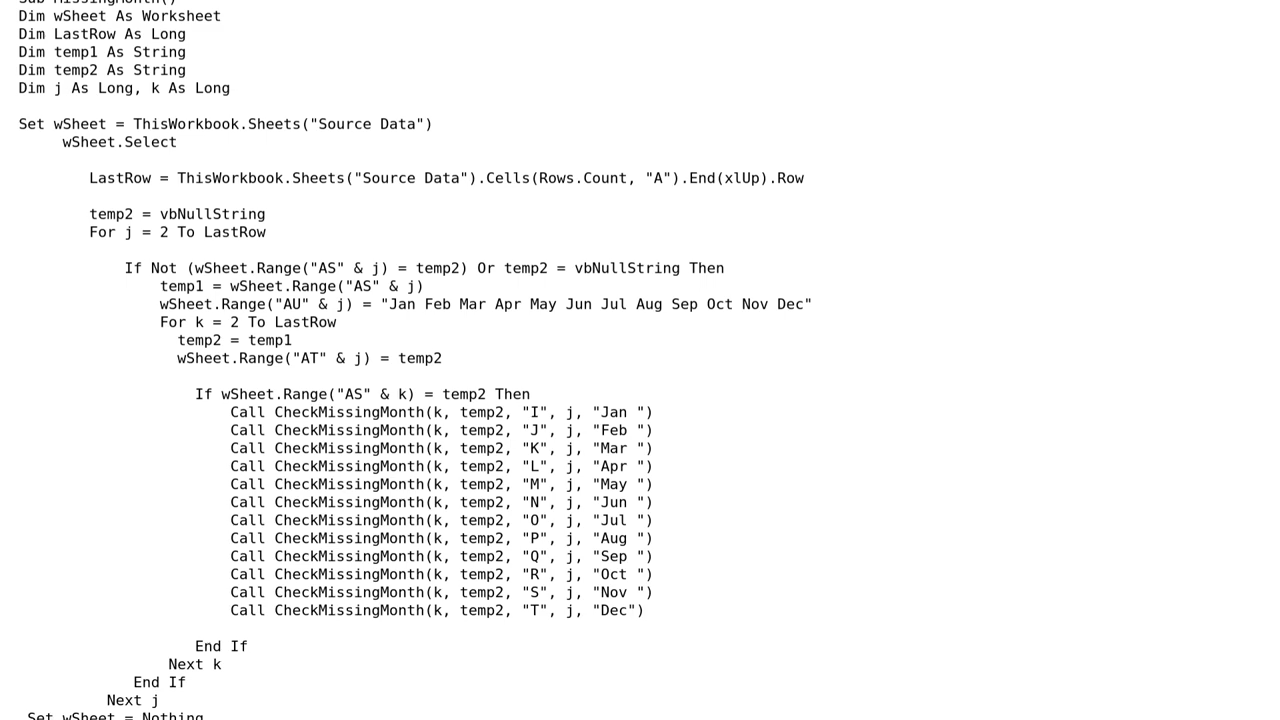 Sub MissingMonth()
Dim wSheet As Worksheet
Dim LastRow As Long
Dim temp1 As String
Dim temp2 As String
Dim j As Long, k As Long
Set wSheet = ThisWorkbook.Sheets("Source Data")
wSheet.Select
LastRow = ThisWorkbook.Sheets("Source Data").Cells(Rows.Count, "A").End(xlUp).Row
temp2 = vbNullString
For j = 2 To LastRow
If Not (wSheet.Range("AS" & j) = temp2) Or temp2 = vbNullString Then
temp1 = wSheet.Range("AS" & j)
wSheet.Range("AU" & j) = "Jan Feb Mar Apr May Jun Jul Aug Sep Oct Nov Dec"
For k = 2 To LastRow
temp2 = temp1
wSheet.Range("AT" & j) = temp2
If wSheet.Range("AS" & k) = temp2 Then
Call CheckMissingMonth(k, temp2, "I", j, "Jan ")
Call CheckMissingMonth(k, temp2, "J", j, "Feb ")
Call CheckMissingMonth(k, temp2, "K", j, "Mar ")
Call CheckMissingMonth(k, temp2, "L", j, "Apr ")
Call CheckMissingMonth(k, temp2, "M", j, "May ")
Call CheckMissingMonth(k, temp2, "N", j, "Jun ")
Call CheckMissingMonth(k, temp2, "O", j, "Jul ")
Call CheckMissingMonth(k, temp2, "P", j, "Aug ")
Call CheckMissingMonth(k, temp2, "Q", j, "Sep ")
Call CheckMissingMonth(k, temp2, "R", j, "Oct ")
Call CheckMissingMonth(k, temp2, "S", j, "Nov ")
Call CheckMissingMonth(k, temp2, "T", j, "Dec")
End If
Next k
End If
Next j
Set wSheet = Nothing